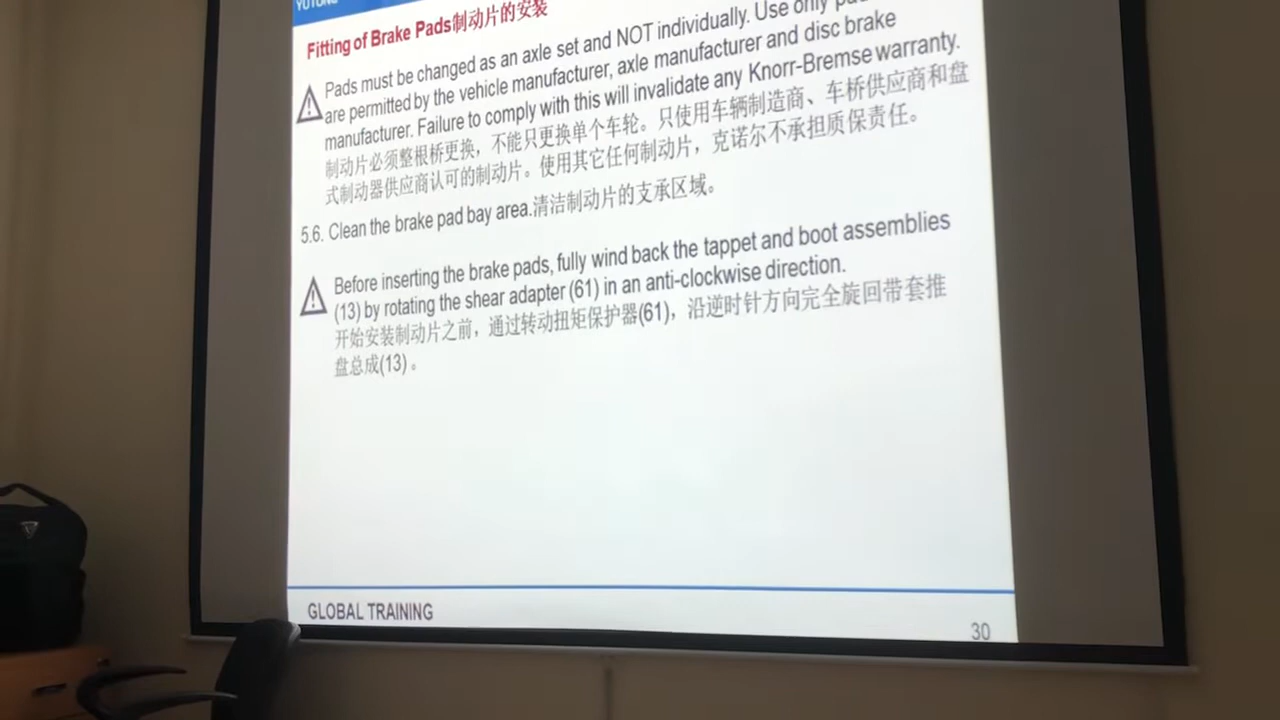 YUTONG
Fitting of Brake Pads制动片的安装
Pads must be changed as an axle set and NOT individually. Use only
are permitted by the vehicle manufacturer, axle manufacturer and disc brake
manufacturer. Failure to comply with this will invalidate any Knorr-Bremse warranty.
制动片必须整根桥更换，不能只更换单个车轮。只使用车辆制造商、车桥供应商和盘
式制动器供应商认可的制动片。使用其它任何制动片，克诺尔不承担质保责任。
5.6. Clean the brake pad bay area.清洁制动片的支承区域。
Before inserting the brake pads, fully wind back the tappet and boot assemblies
(13) by rotating the shear adapter (61) in an anti-clockwise direction.
开始安装制动片之前，通过转动扭矩保护器(61)，沿逆时针方向完全旋回带套推
盘总成(13)。
GLOBAL TRAINING
30